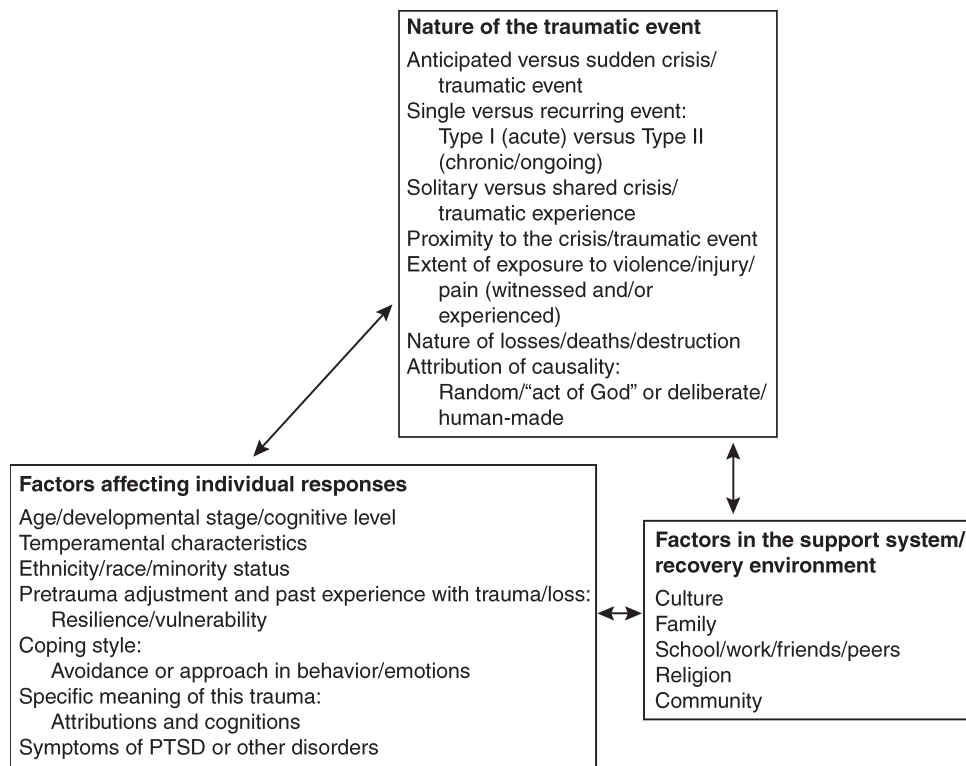 Nature of the traumatic event
Anticipated versus sudden crisis/
traumatic event
Single versus recurring event:
Type I (acute) versus Type II
(chronic/ongoing)
Solitary versus shared crisis/
traumatic experience
Proximity to the crisis/traumatic event
Extent of exposure to violence/injury/
pain (witnessed and/or
experienced)
Nature of losses/deaths/destruction
Attribution of causality:
Random/“act of God” or deliberate/
human-made
Factors affecting individual responses
Age/developmental stage/cognitive level
Temperamental characteristics
Ethnicity/race/minority status
Pretrauma adjustment and past experience with trauma/loss:
Resilience/vulnerability
Coping style:
Avoidance or approach in behavior/emotions
Specific meaning of this trauma:
Attributions and cognitions
Symptoms of PTSD or other disorders
Factors in the support system/
recovery environment
Culture
Family
School/work/friends/peers
Religion
Community